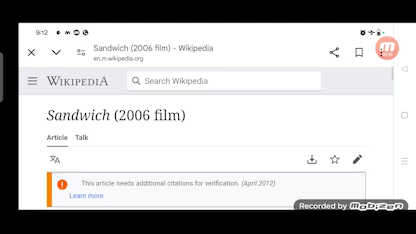 9:12
Sandwich (2006 film) - Wikipedia
en.m.wikipedia.org
WIKIPEDIA
Search Wikipedia
Sandwich (2006 film)
Article Talk
This article needs additional citations for verification. (April 2012)
Learn more
Recorded by MOBIZEN